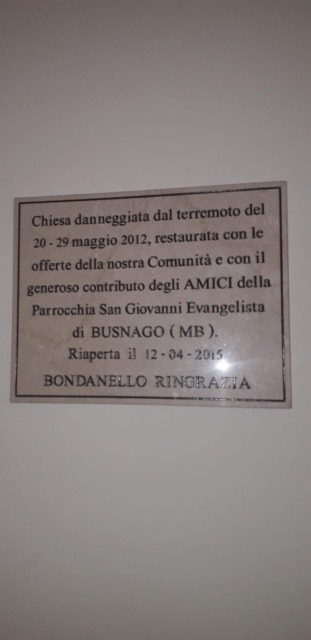 Chiesa danneggiata dal terremoto del
20 - 29 maggio 2012, restaurata con le
offerte della nostra Comunità e con il
generoso contributo degli AMICI della
Parrocchia San Giovanni Evangelista
di BUSNAGO ( MB ).
Riaperta il 12 - 04 - 2015
BONDANELLO RINGRAZIA